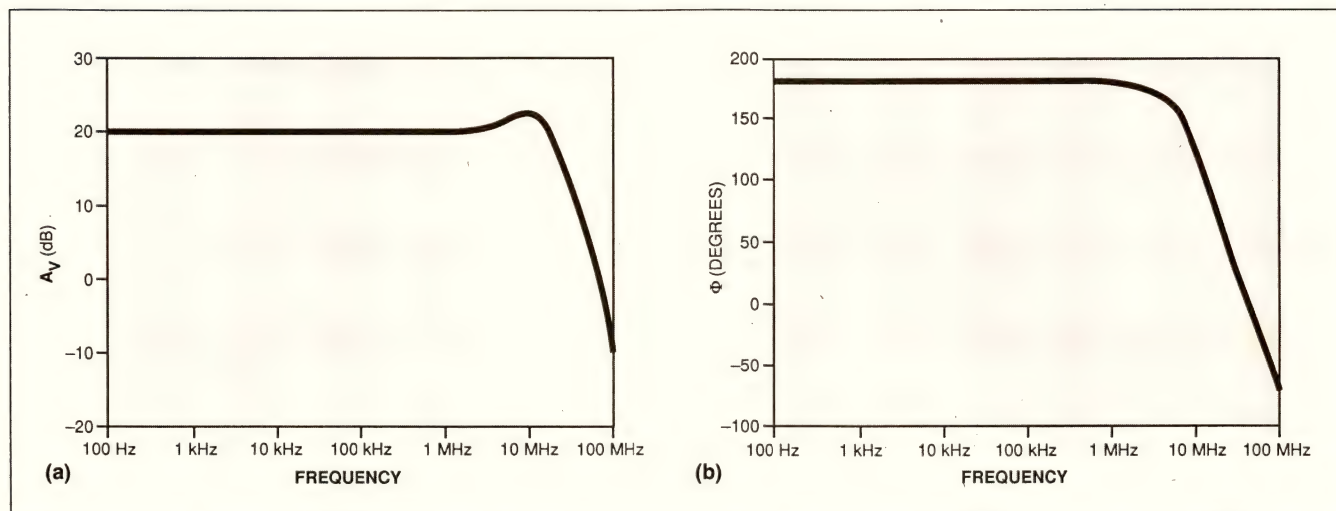 30
20
10
0
–10
–20
A_V (dB)
100 Hz
1 kHz
10 kHz
100 kHz
1 MHz
10 MHz
100 MHz
(a)
FREQUENCY
200
150
100
50
0
–50
–100
Φ (DEGREES)
100 Hz
1 kHz
10 kHz
100 kHz
1 MHz
10 MHz
100 MHz
(b)
FREQUENCY